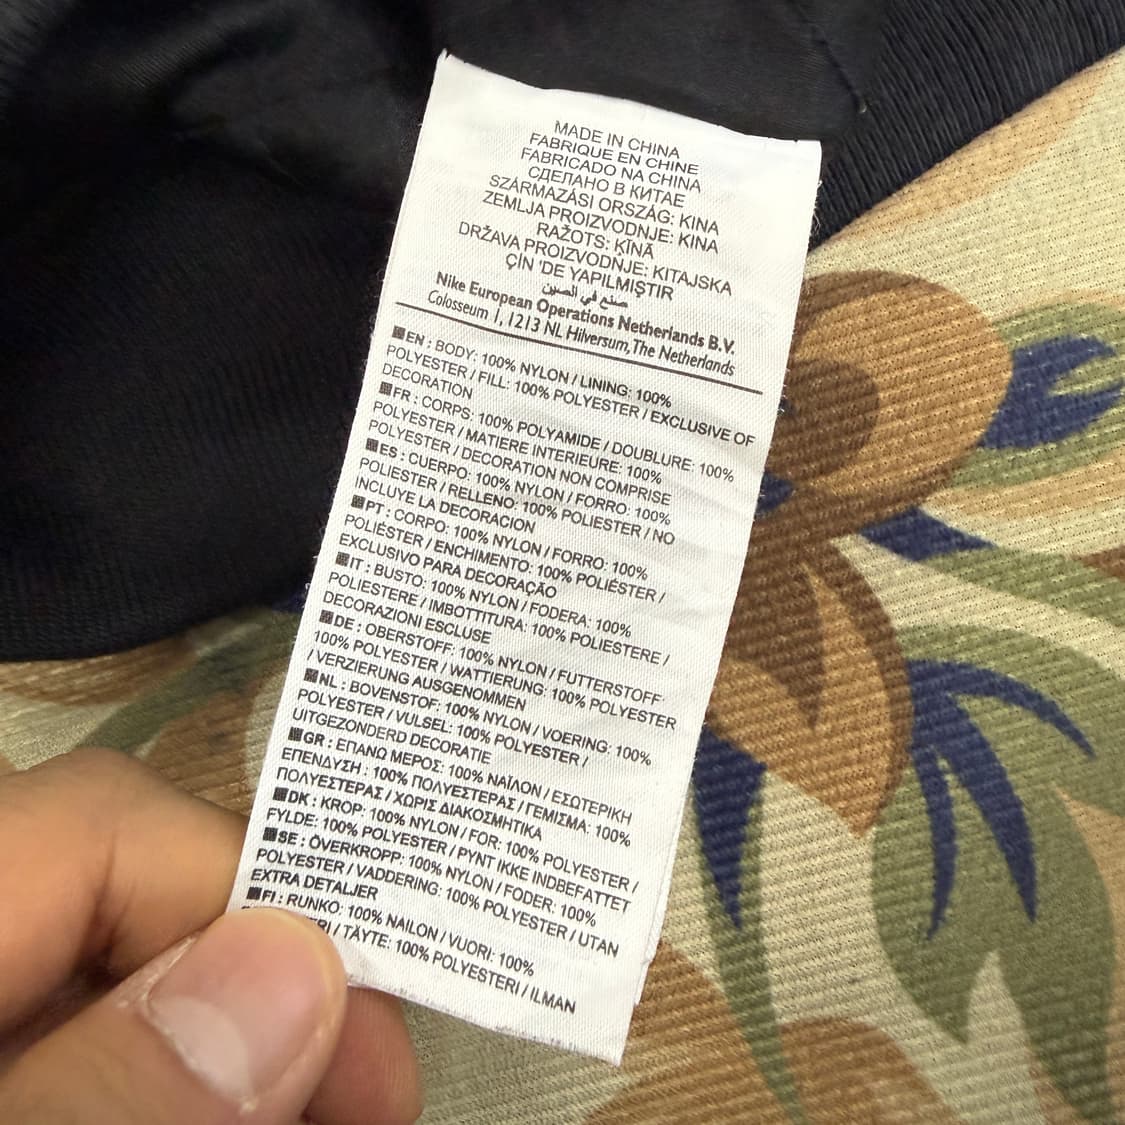 MADE IN CHINA
FABRIQUE EN CHINE
FABRICADO NA CHINA
СДЕЛАНО В КИТАЕ
SZÁRMAZÁSI ORSZÁG: KINA
ZEMLJA PROIZVODNJE: KINA
RAŽOTS: ĶĪNĀ
DRŽAVA PROIZVODNJE: KITAJSKA
ÇİN 'DE YAPILMIŞTIR
صنع في الصين
Nike European Operations Netherlands B.V.
Colosseum 1, 1213 NL Hilversum, The Netherlands
EN : BODY: 100% NYLON / LINING: 100%
POLYESTER / FILL: 100% POLYESTER / EXCLUSIVE OF
DECORATION
FR : CORPS: 100% POLYAMIDE / DOUBLURE: 100%
POLYESTER / MATIERE INTERIEURE: 100%
POLYESTER / DECORATION NON COMPRISE
ES : CUERPO: 100% NYLON / FORRO: 100%
POLIESTER / RELLENO: 100% POLIESTER / NO
INCLUYE LA DECORACION
PT : CORPO: 100% NYLON / FORRO: 100%
POLIÉSTER / ENCHIMENTO: 100% POLIÉSTER /
EXCLUSIVO PARA DECORAÇÃO
IT : BUSTO: 100% NYLON / FODERA: 100%
POLIESTERE / IMBOTTITURA: 100% POLIESTERE /
DECORAZIONI ESCLUSE
DE : OBERSTOFF: 100% NYLON / FUTTERSTOFF:
100% POLYESTER / WATTIERUNG: 100% POLYESTER
/ VERZIERUNG AUSGENOMMEN
NL : BOVENSTOF: 100% NYLON / VOERING: 100%
POLYESTER / VULSEL: 100% POLYESTER /
UITGEZONDERD DECORATIE
GR : ΕΠΑΝΩ ΜΕΡΟΣ: 100% ΝΑΪΛΟΝ / ΕΣΩΤΕΡΙΚΗ
ΕΠΕΝΔΥΣΗ : 100% ΠΟΛΥΕΣΤΕΡΑΣ / ΓΕΜΙΣΜΑ: 100%
ΠΟΛΥΕΣΤΕΡΑΣ / ΧΩΡΙΣ ΔΙΑΚΟΣΜΗΤΙΚΑ
DK : KROP: 100% NYLON / FOR: 100% POLYESTER /
FYLDE: 100% POLYESTER / PYNT IKKE INDBEFATTET
SE : ÖVERKROPP: 100% NYLON / FODER: 100%
POLYESTER / VADDERING: 100% POLYESTER / UTAN
EXTRA DETALJER
FI : RUNKO: 100% NAILON / VUORI: 100%
/ TÄYTE: 100% POLYESTERI / ILMAN